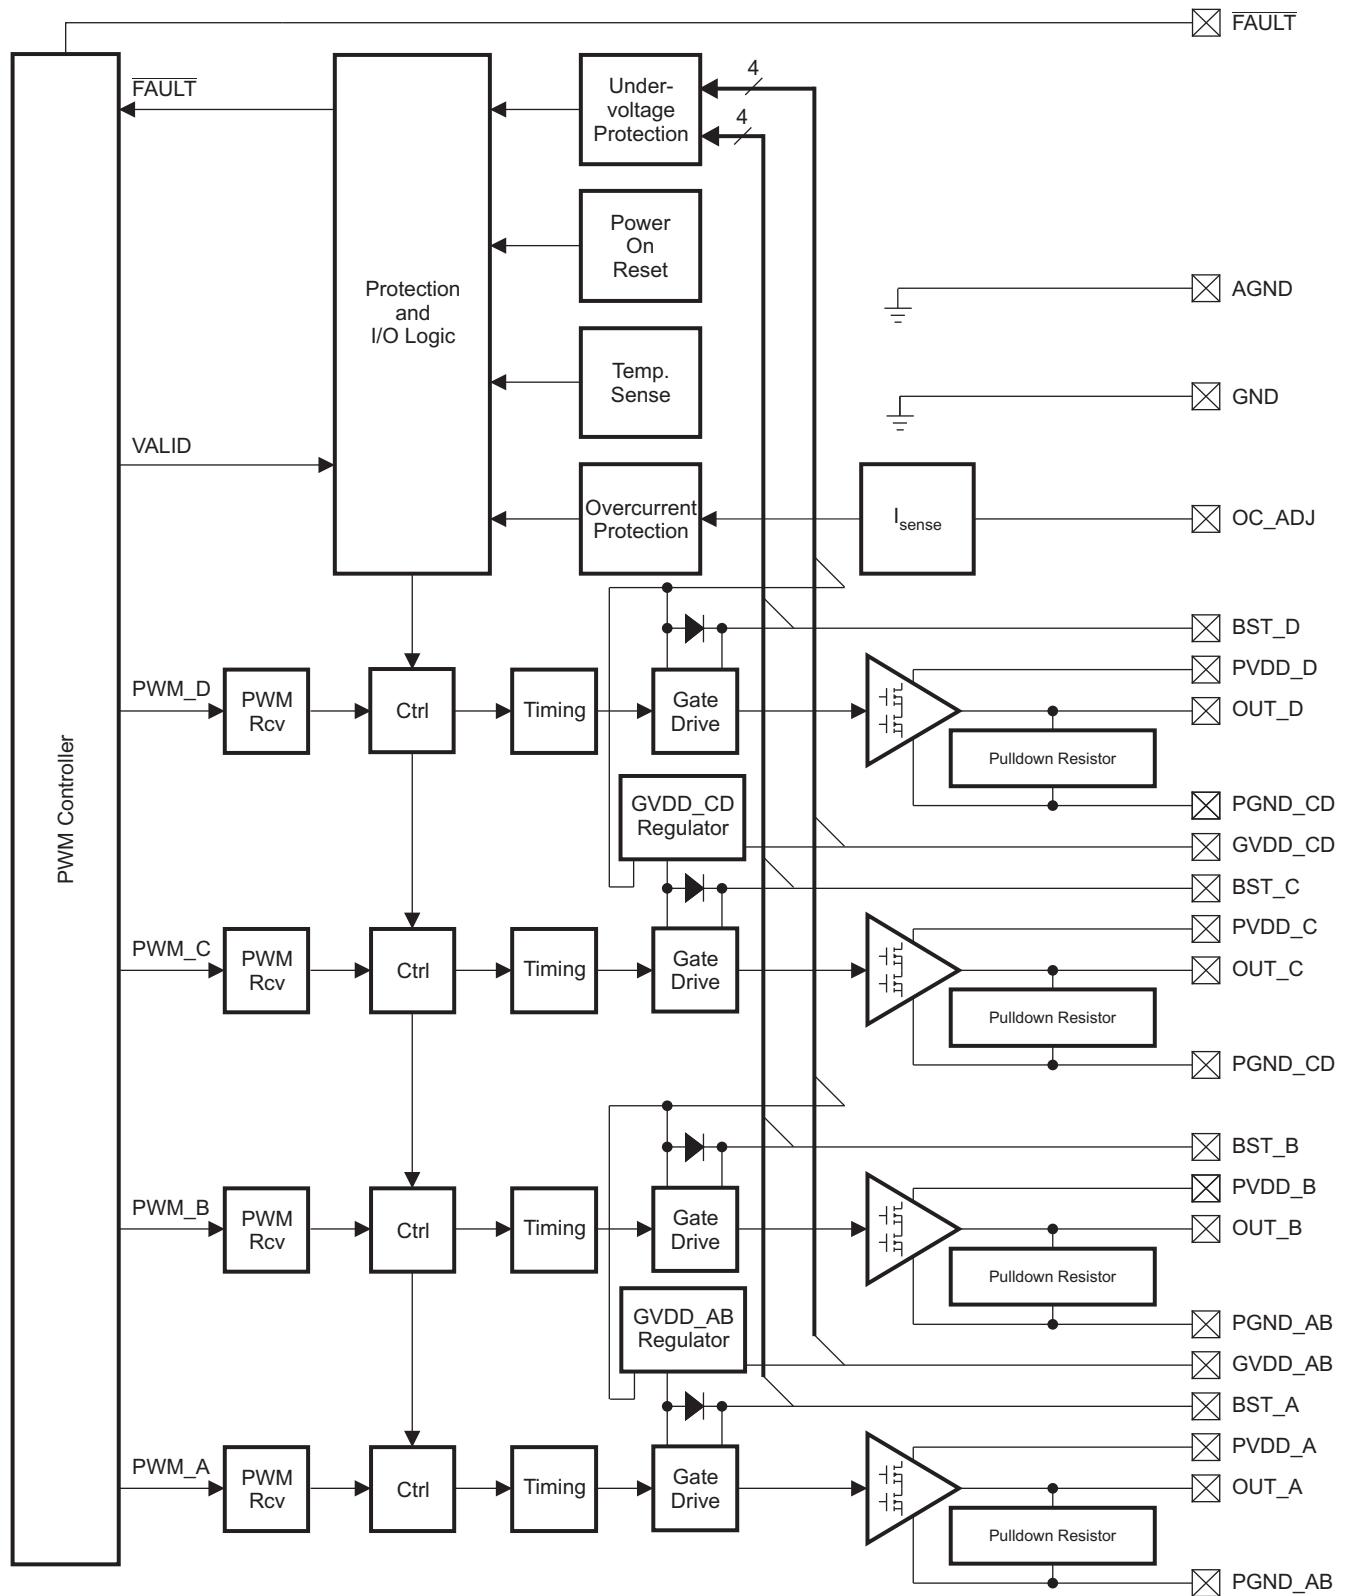 FAULT
FAULT
Under-
voltage
Protection
4
4
Power
On
Reset
Protection
and
I/O Logic
AGND
Temp.
Sense
GND
VALID
Overcurrent
Protection
Isense
OC_ADJ
BST_D
PVDD_D
PWM_D
PWM
Rcv
Ctrl
Timing
Gate
Drive
OUT_D
Pulldown Resistor
PWM Controller
GVDD_CD
Regulator
PGND_CD
GVDD_CD
BST_C
PVDD_C
PWM_C
PWM
Rcv
Ctrl
Timing
Gate
Drive
OUT_C
Pulldown Resistor
PGND_CD
BST_B
PVDD_B
PWM_B
PWM
Rcv
Ctrl
Timing
Gate
Drive
OUT_B
Pulldown Resistor
GVDD_AB
Regulator
PGND_AB
GVDD_AB
BST_A
PVDD_A
PWM_A
PWM
Rcv
Ctrl
Timing
Gate
Drive
OUT_A
Pulldown Resistor
PGND_AB